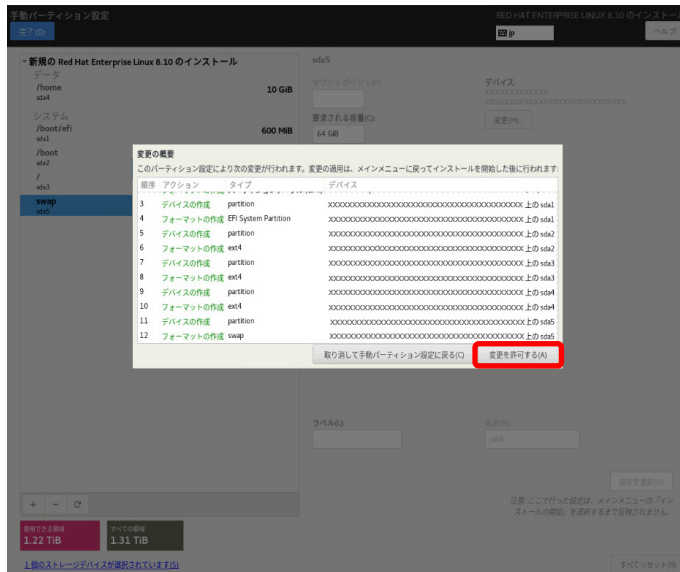 手動パーティション設定
RED HAT ENTERPRISE LINUX 8.10 のインストール
完了(D)
jp
ヘルプ
新規の Red Hat Enterprise Linux 8.10 のインストール
データ
/home
10 GiB
sda4
システム
/boot/efi
600 MiB
sda1
/boot
sda2
/
sda3
swap
sda5
sda5
マウントポイント(P):
デバイス:
XXXXXXXXXXXXX
要求される容量(C):
64 GiB
変更(M)...
変更の概要
このパーティション設定により次の変更が行われます。変更の適用は、メインメニューに戻ってインストールを開始した後に行われます:
順序 アクション タイプ デバイス
3 デバイスの作成 partition XXXXXXXXXXXXXXXXXXXXXXXXXXXXXXXXXXXXX 上の sda1
4 フォーマットの作成 EFI System Partition XXXXXXXXXXXXXXXXXXXXXXXXXXXXXXXXXXXXX 上の sda1
5 デバイスの作成 partition XXXXXXXXXXXXXXXXXXXXXXXXXXXXXXXXXXXXX 上の sda2
6 フォーマットの作成 ext4 XXXXXXXXXXXXXXXXXXXXXXXXXXXXXXXXXXXXX 上の sda2
7 デバイスの作成 partition XXXXXXXXXXXXXXXXXXXXXXXXXXXXXXXXXXXXX 上の sda3
8 フォーマットの作成 ext4 XXXXXXXXXXXXXXXXXXXXXXXXXXXXXXXXXXXXX 上の sda3
9 デバイスの作成 partition XXXXXXXXXXXXXXXXXXXXXXXXXXXXXXXXXXXXX 上の sda4
10 フォーマットの作成 ext4 XXXXXXXXXXXXXXXXXXXXXXXXXXXXXXXXXXXXX 上の sda4
11 デバイスの作成 partition XXXXXXXXXXXXXXXXXXXXXXXXXXXXXXXXXXXXX 上の sda5
12 フォーマットの作成 swap XXXXXXXXXXXXXXXXXXXXXXXXXXXXXXXXXXXXX 上の sda5
取り消して手動パーティション設定に戻る(C)
変更を許可する(A)
ラベル(L):
名前(N):
sda5
設定を更新(U)
注意: ここで行った設定は、メインメニューの「イン
ストールの開始」を選択するまで反映されません。
+ −
使用できる領域
1.22 TiB
すべての領域
1.31 TiB
1 個のストレージデバイスが選択されています(S)
すべてリセット(R)